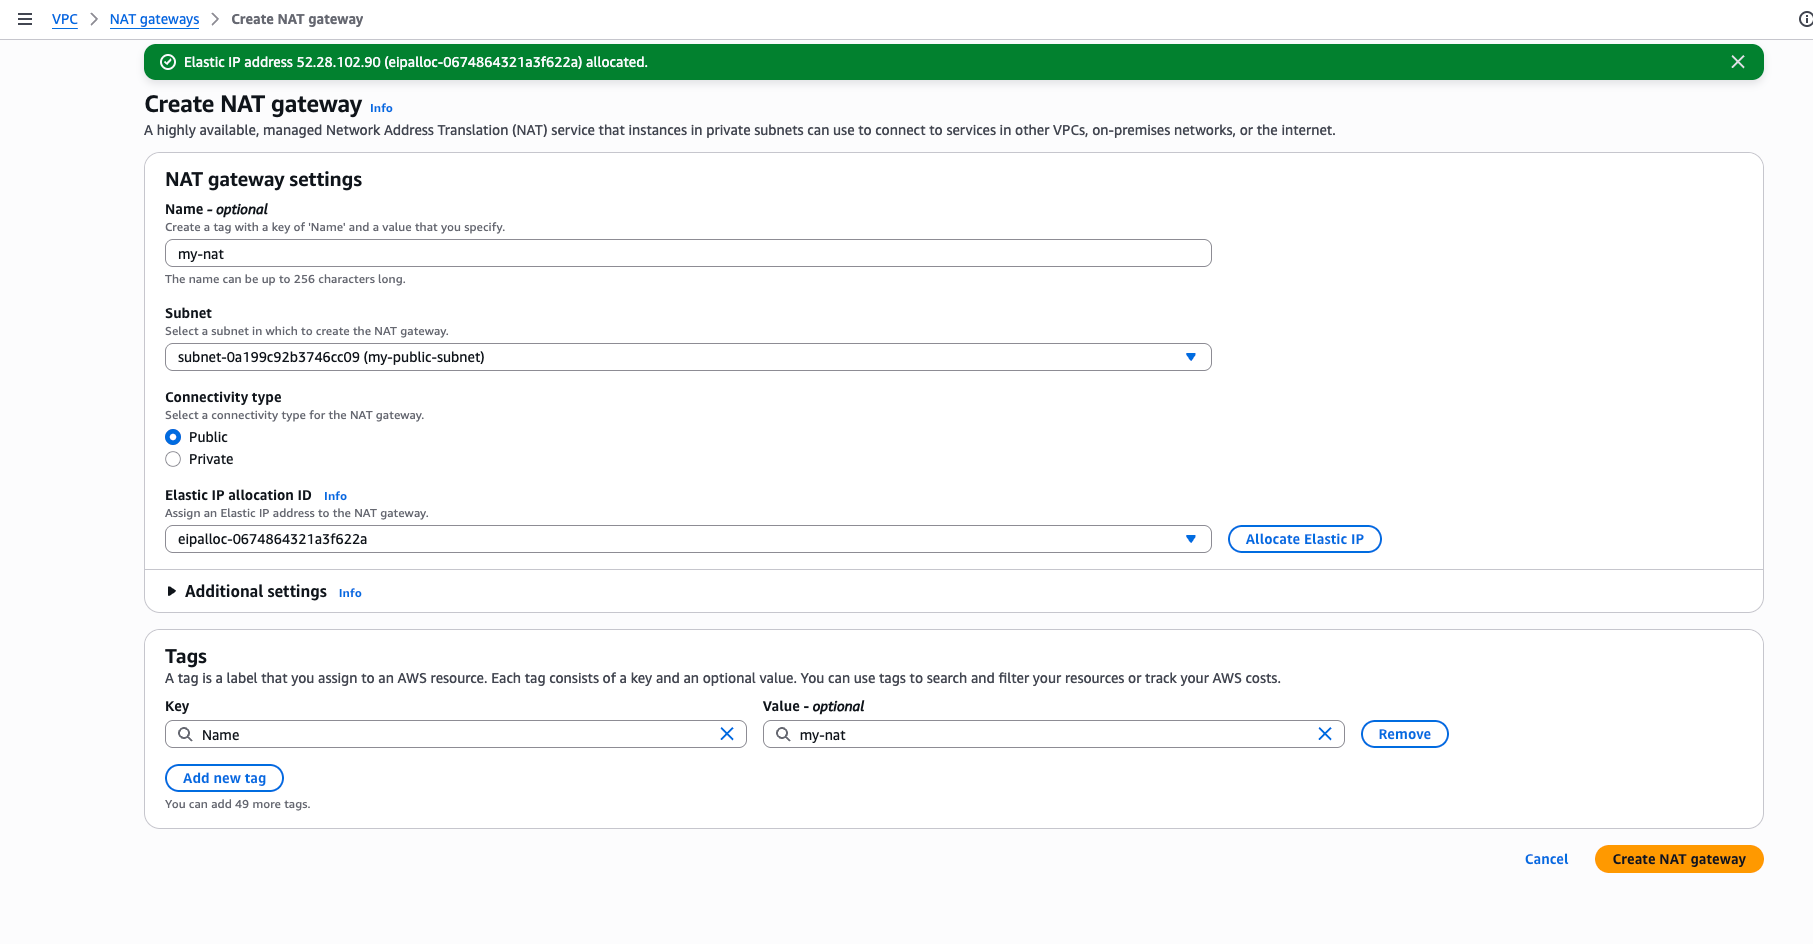 VPC > NAT gateways > Create NAT gateway
Elastic IP address 52.28.102.90 (eipalloc-0674864321a3f622a) allocated.
Create NAT gateway Info
A highly available, managed Network Address Translation (NAT) service that instances in private subnets can use to connect to services in other VPCs, on-premises networks, or the internet.
NAT gateway settings
Name - optional
Create a tag with a key of 'Name' and a value that you specify.
my-nat
The name can be up to 256 characters long.
Subnet
Select a subnet in which to create the NAT gateway.
subnet-0a199c92b3746cc09 (my-public-subnet)
Connectivity type
Select a connectivity type for the NAT gateway.
Public
Private
Elastic IP allocation ID Info
Assign an Elastic IP address to the NAT gateway.
eipalloc-0674864321a3f622a Allocate Elastic IP
Additional settings Info
Tags
A tag is a label that you assign to an AWS resource. Each tag consists of a key and an optional value. You can use tags to search and filter your resources or track your AWS costs.
Key Value - optional
Name my-nat Remove
Add new tag
You can add 49 more tags.
Cancel Create NAT gateway